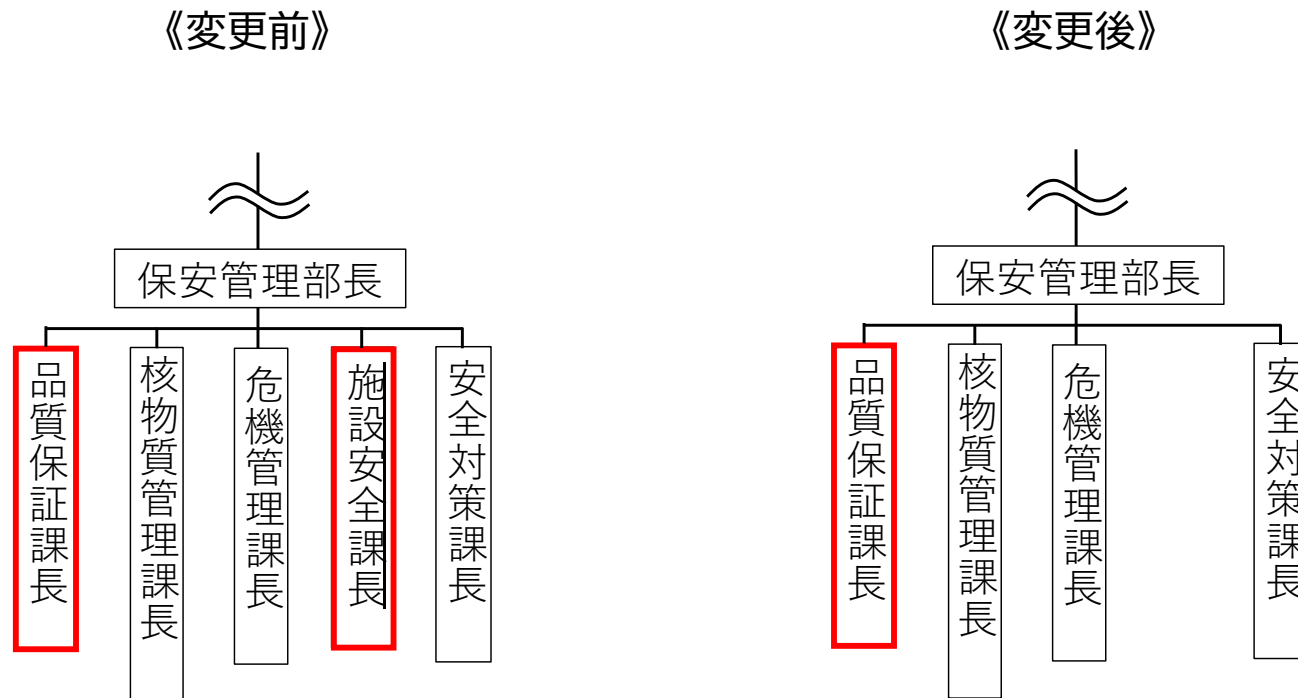 《変更前》
保安管理部長
品質保証課長
核物質管理課長
危機管理課長
施設安全課長
安全対策課長
《変更後》
保安管理部長
品質保証課長
核物質管理課長
危機管理課長
安全対策課長